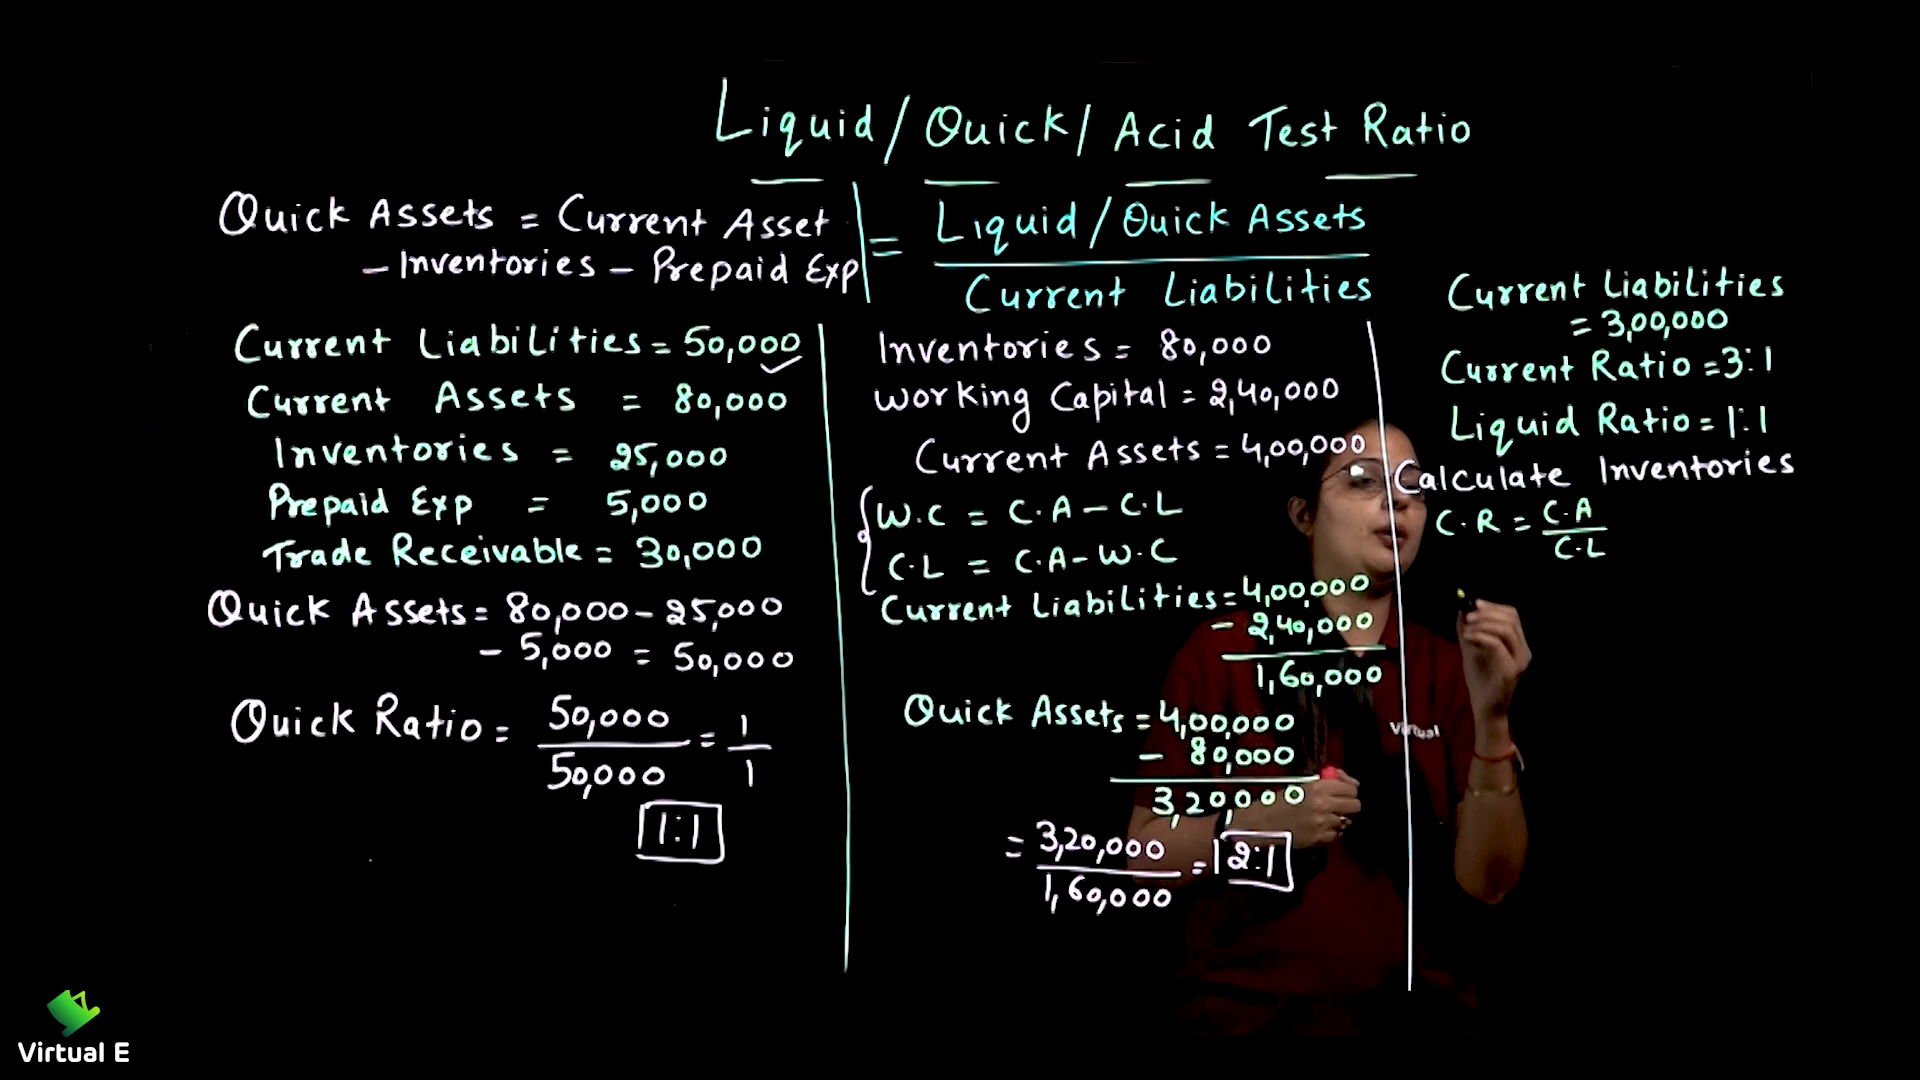 Liquid / Quick / Acid Test Ratio
Quick Assets = Current Asset
- Inventories - Prepaid Exp
= Liquid / Quick Assets
Current Liabilities
Current Liabilities = 50,000
Current Assets = 80,000
Inventories = 25,000
Prepaid Exp = 5,000
Trade Receivable = 30,000
Quick Assets = 80,000 - 25,000
- 5,000 = 50,000
Quick Ratio = 50,000 = 1
50,000 1
1:1
Inventories = 80,000
Working Capital = 2,40,000
Current Assets = 4,00,000
W.C = C.A - C.L
C.L = C.A - W.C
Current Liabilities = 4,00,000
- 2,40,000
1,60,000
Quick Assets = 4,00,000
- 80,000
3,20,000
= 3,20,000 = 2:1
1,60,000
Current Liabilities
= 3,00,000
Current Ratio = 3:1
Liquid Ratio = 1:1
Calculate Inventories
C.R = C.A
C.L
Virtual
Virtual E